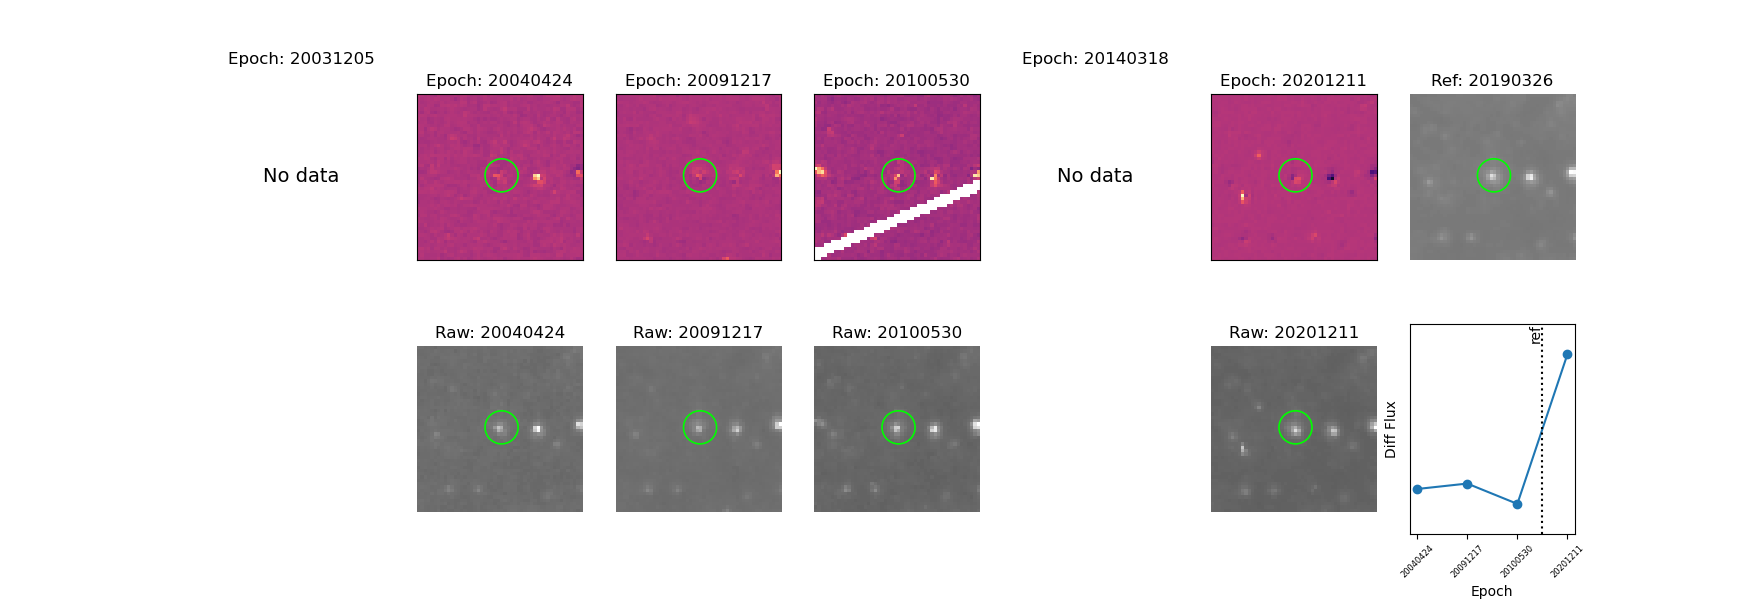 Epoch: 20031205
Epoch: 20140318
Epoch: 20040424
Epoch: 20091217
Epoch: 20100530
Epoch: 20201211
Ref: 20190326
No data
No data
Raw: 20040424
Raw: 20091217
Raw: 20100530
Raw: 20201211
ref
Diff Flux
20040424
20091217
20100530
20201211
Epoch